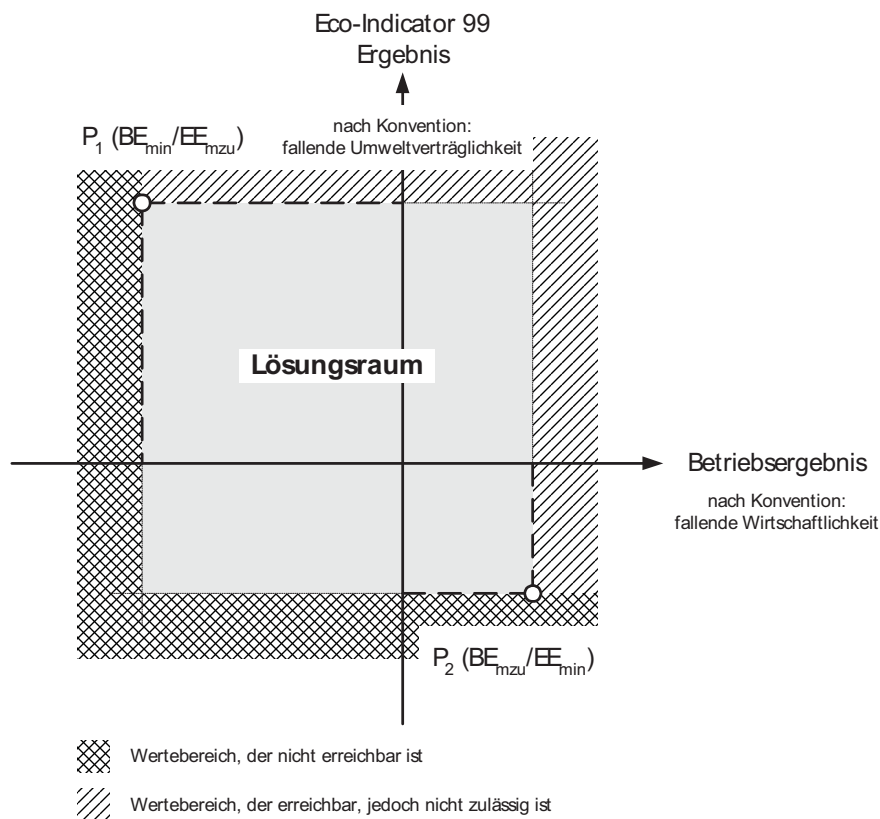 Eco-Indicator 99
Ergebnis
P1 (BEmin/EEmzu)
nach Konvention:
fallende Umweltverträglichkeit
Lösungsraum
Betriebsergebnis
nach Konvention:
fallende Wirtschaftlichkeit
P2 (BEmzu/EEmin)
Wertebereich, der nicht erreichbar ist
Wertebereich, der erreichbar, jedoch nicht zulässig ist